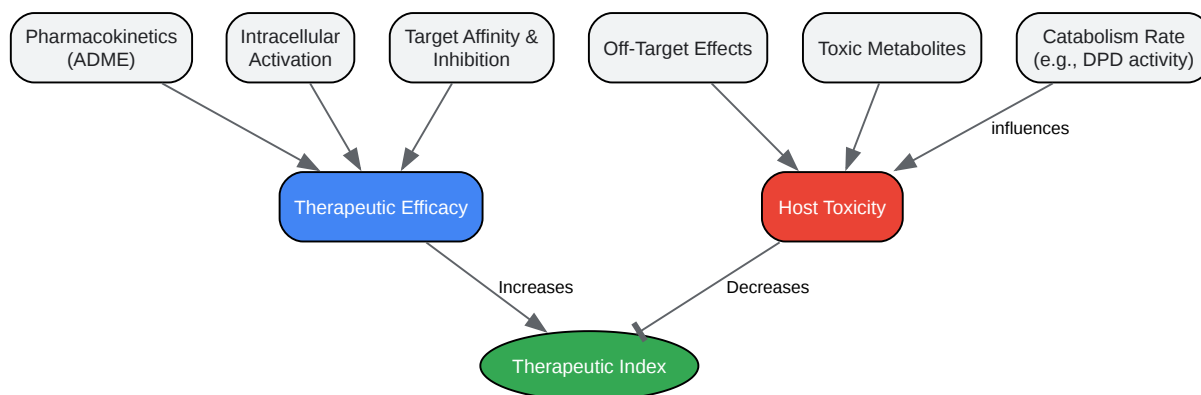 Pharmacokinetics
(ADME)
Intracellular
Activation
Target Affinity &
Inhibition
Off-Target Effects
Toxic Metabolites
Catabolism Rate
(e.g., DPD activity)
influences
Therapeutic Efficacy
Host Toxicity
Increases
Decreases
Therapeutic Index